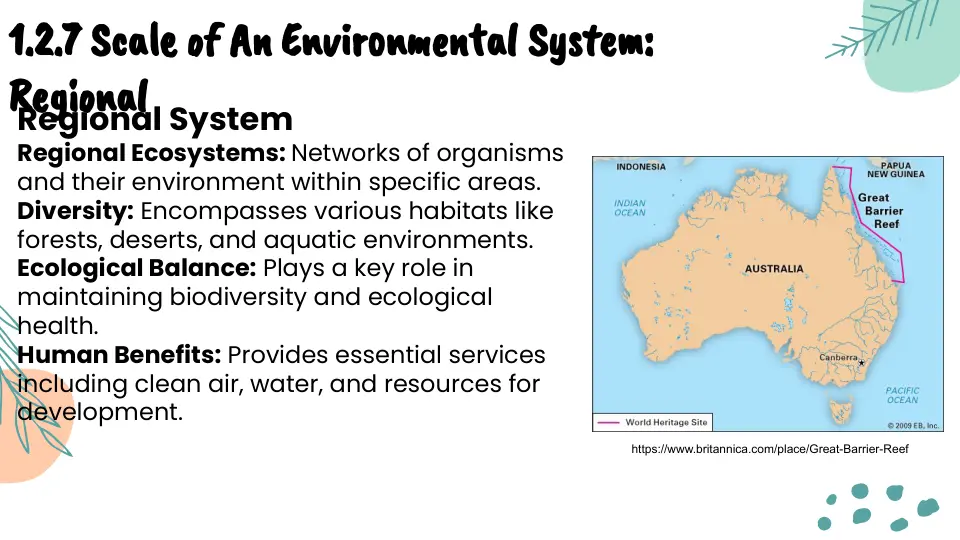 1.2.7 Scale of An Environmental System:
Regional
Regional System
Regional Ecosystems: Networks of organisms
and their environment within specific areas.
Diversity: Encompasses various habitats like
forests, deserts, and aquatic environments.
Ecological Balance: Plays a key role in
maintaining biodiversity and ecological
health.
Human Benefits: Provides essential services
including clean air, water, and resources for
development.
INDONESIA
PAPUA
NEW GUINEA
INDIAN
OCEAN
Great
Barrier
Reef
AUSTRALIA
Canberra
PACIFIC
OCEAN
World Heritage Site
© 2009 EB, Inc.
https://www.britannica.com/place/Great-Barrier-Reef